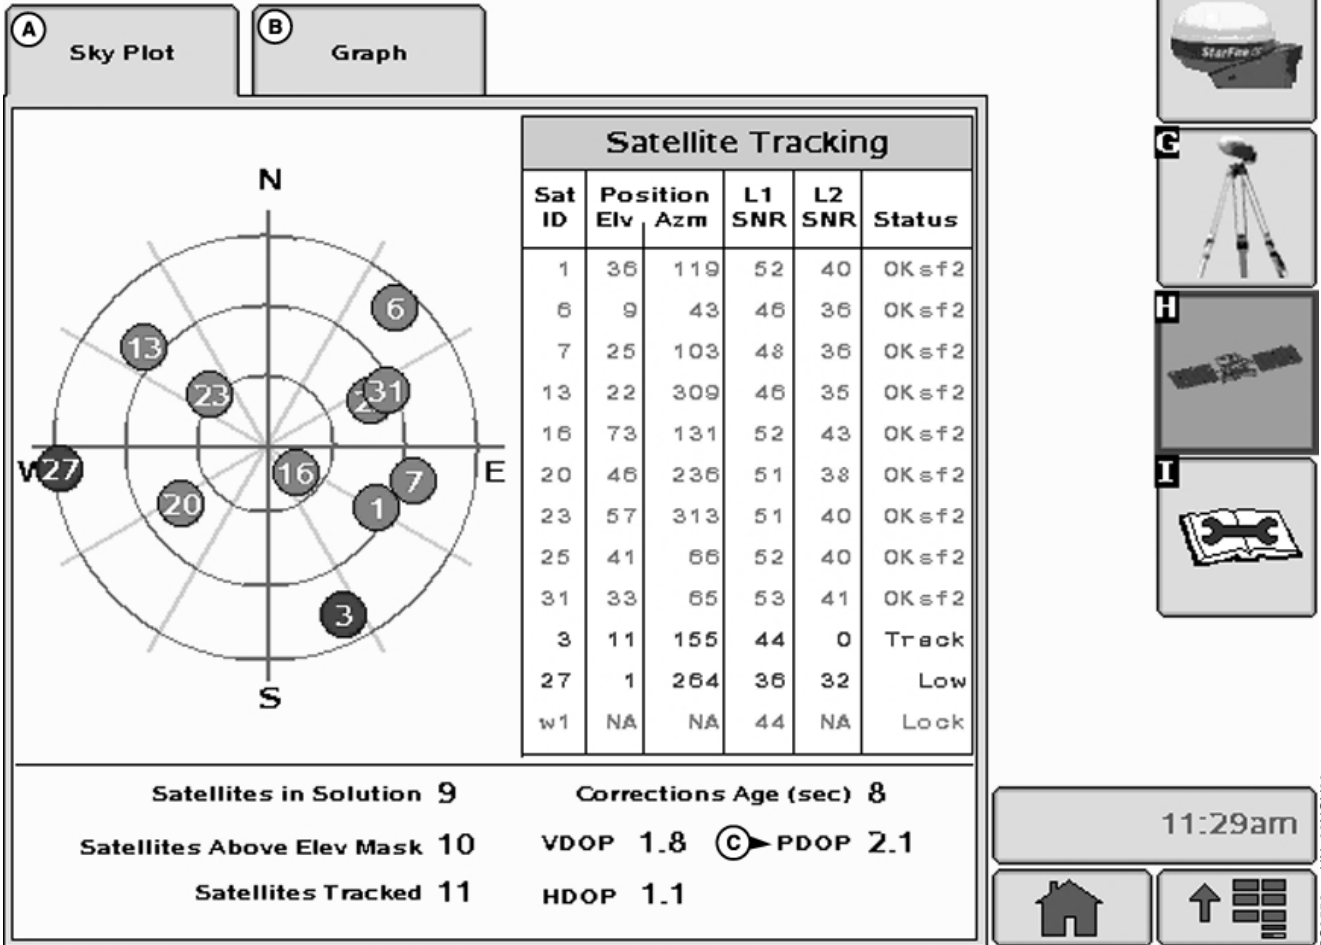 A
Sky Plot
B
Graph
StarFire
G
H
I
N
W
E
S
6
13
23
31
27
16
7
20
1
3
Satellite Tracking
Sat ID Position Elv Azm L1 SNR L2 SNR Status
1 36 119 52 40 OKsf2
6 9 43 46 36 OKsf2
7 25 103 48 36 OKsf2
13 22 309 46 35 OKsf2
16 73 131 52 43 OKsf2
20 46 236 51 38 OKsf2
23 57 313 51 40 OKsf2
25 41 66 52 40 OKsf2
31 33 65 53 41 OKsf2
3 11 155 44 0 Track
27 1 264 36 32 Low
w1 NA NA 44 NA Lock
Satellites in Solution 9
Corrections Age (sec) 8
Satellites Above Elev Mask 10
VDOP 1.8
C PDOP 2.1
Satellites Tracked 11
HDOP 1.1
11:29am